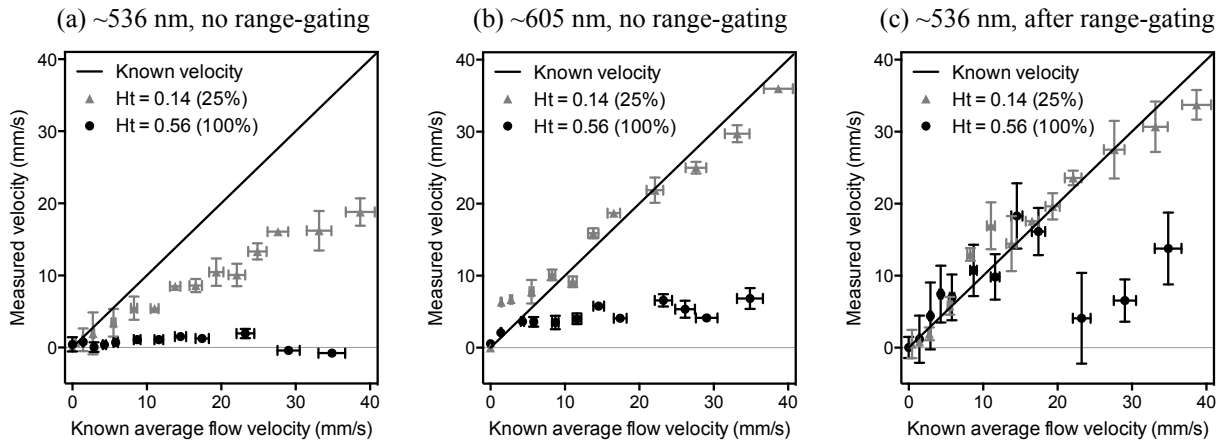 (a) ~536 nm, no range-gating
Measured velocity (mm/s)
40
30
20
10
0
Known velocity
Ht = 0.14 (25%)
Ht = 0.56 (100%)
0 10 20 30 40
Known average flow velocity (mm/s)
(b) ~605 nm, no range-gating
Measured velocity (mm/s)
40
30
20
10
0
Known velocity
Ht = 0.14 (25%)
Ht = 0.56 (100%)
0 10 20 30 40
Known average flow velocity (mm/s)
(c) ~536 nm, after range-gating
Measured velocity (mm/s)
40
30
20
10
0
Known velocity
Ht = 0.14 (25%)
Ht = 0.56 (100%)
0 10 20 30 40
Known average flow velocity (mm/s)